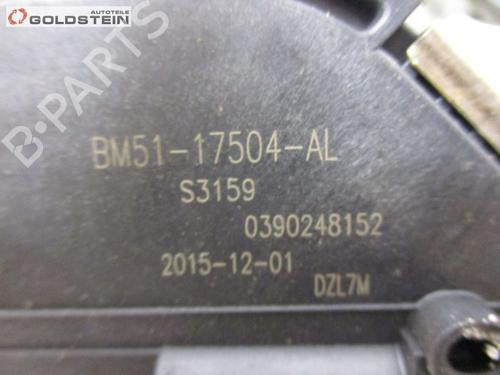 AUTOTEILE
GOLDSTEIN
B-PARTS
BM51-17504-AL
S3159
0390248152
2015-12-01
DZL7M